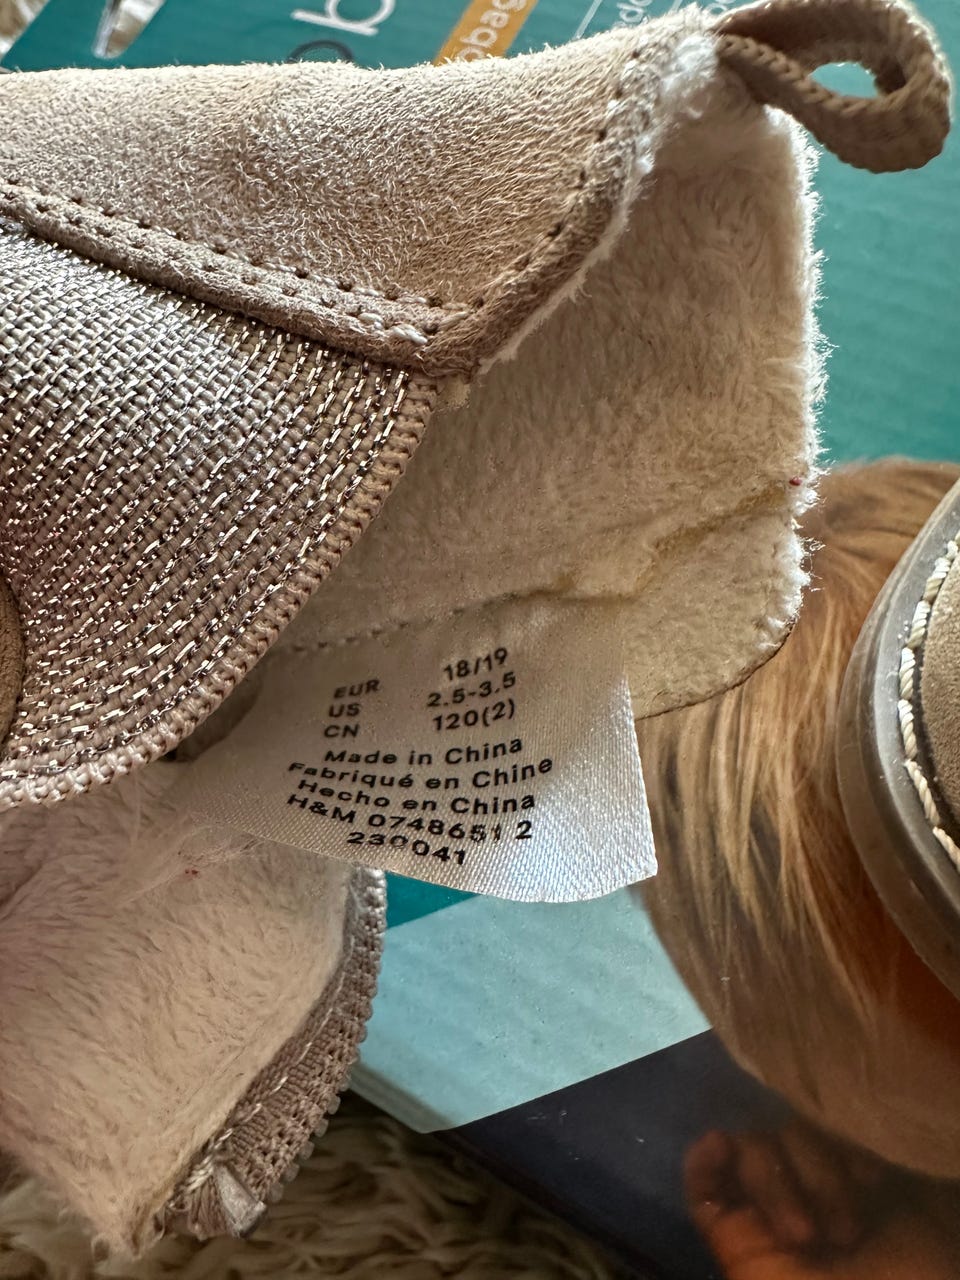 b
obag
EUR 18/19
US 2.5-3.5
CN 120(2)
Made in China
Fabriqué en Chine
Hecho en China
H&M 0748651 2
230041